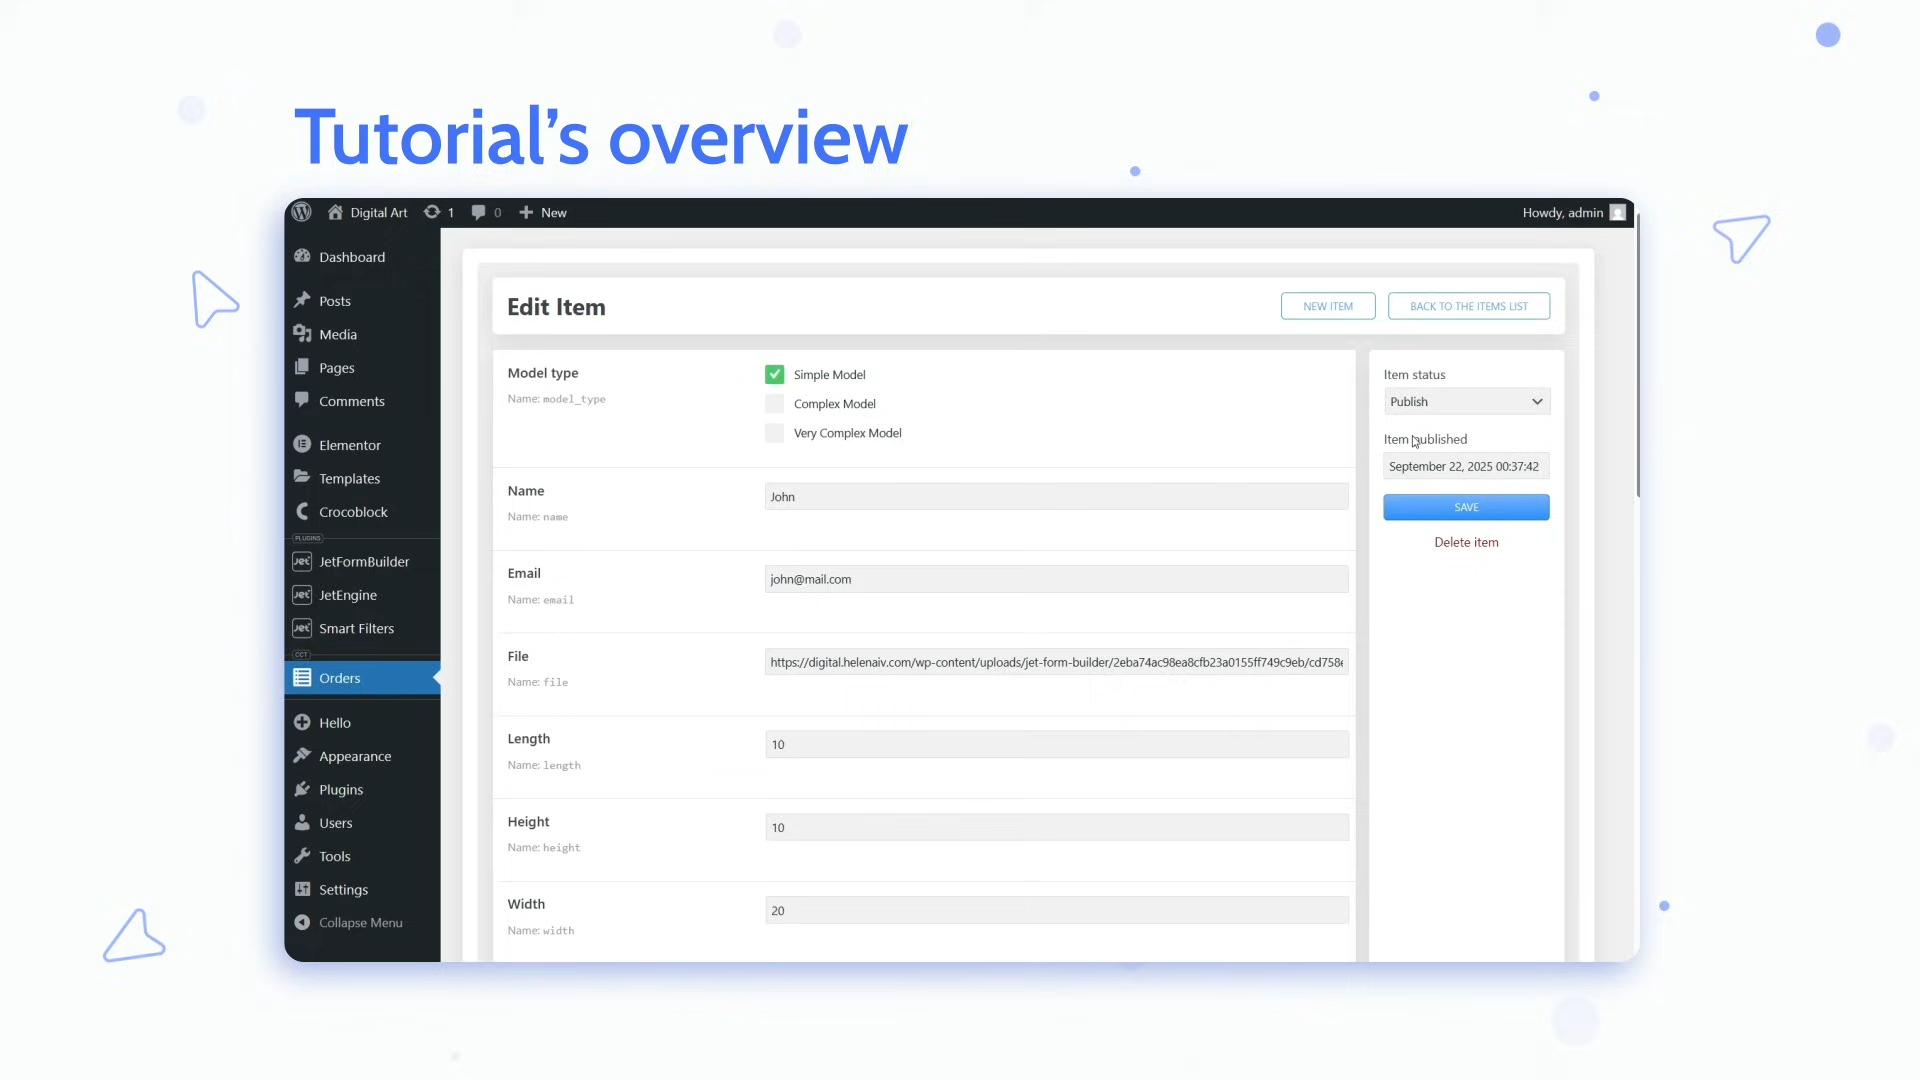 Tutorial's overview
Digital Art 1 0 New Howdy, admin
Dashboard
Posts
Media
Pages
Comments
Elementor
Templates
Crocoblock
PLUGINS
JetFormBuilder
JetEngine
Smart Filters
CCT
Orders
Hello
Appearance
Plugins
Users
Tools
Settings
Collapse Menu
Edit Item
NEW ITEM BACK TO THE ITEMS LIST
Model type
Name: model_type
Simple Model
Complex Model
Very Complex Model
Name
Name: name
John
Email
Name: email
john@mail.com
File
Name: file
https://digital.helenaiv.com/wp-content/uploads/jet-form-builder/2eba74ac98ea8cfb23a0155ff749c9eb/cd758e
Length
Name: length
10
Height
Name: height
10
Width
Name: width
20
Item status
Publish
Item published
September 22, 2025 00:37:42
SAVE
Delete item